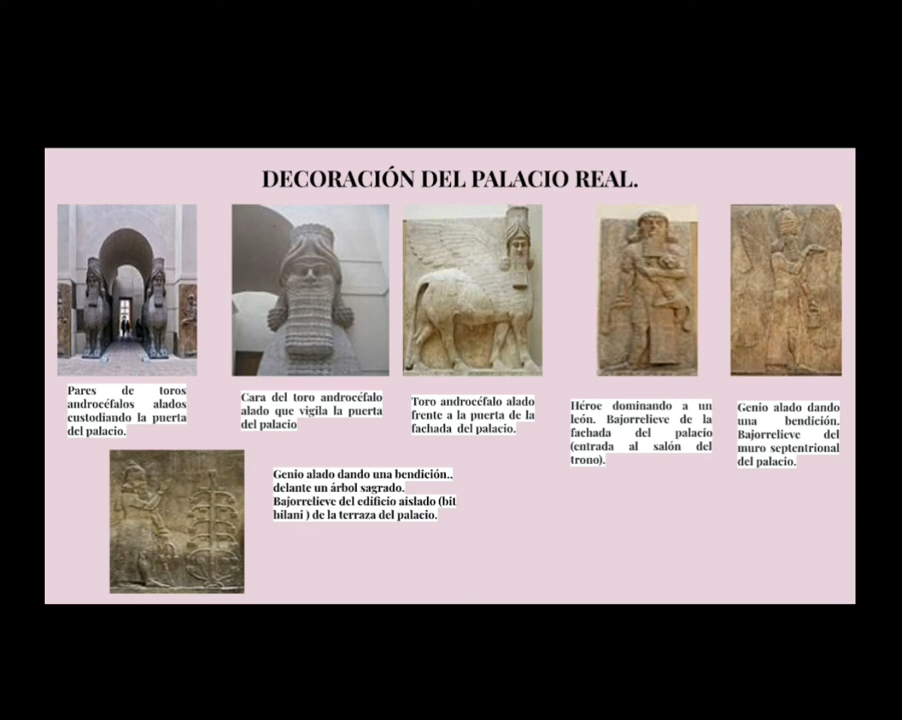 DECORACIÓN DEL PALACIO REAL.
Pares de toros
androcéfalos alados
custodiando la puerta
del palacio.
Cara del toro androcéfalo
alado que vigila la puerta
del palacio
Toro androcéfalo alado
frente a la puerta de la
fachada del palacio.
Héroe dominando a un
león. Bajorrelieve de la
fachada del palacio
(entrada al salón del
trono).
Genio alado dando
una bendición.
Bajorrelieve del
muro septentrional
del palacio.
Genio alado dando una bendición..
delante un árbol sagrado.
Bajorrelieve del edificio aislado (bit
hilani ) de la terraza del palacio.